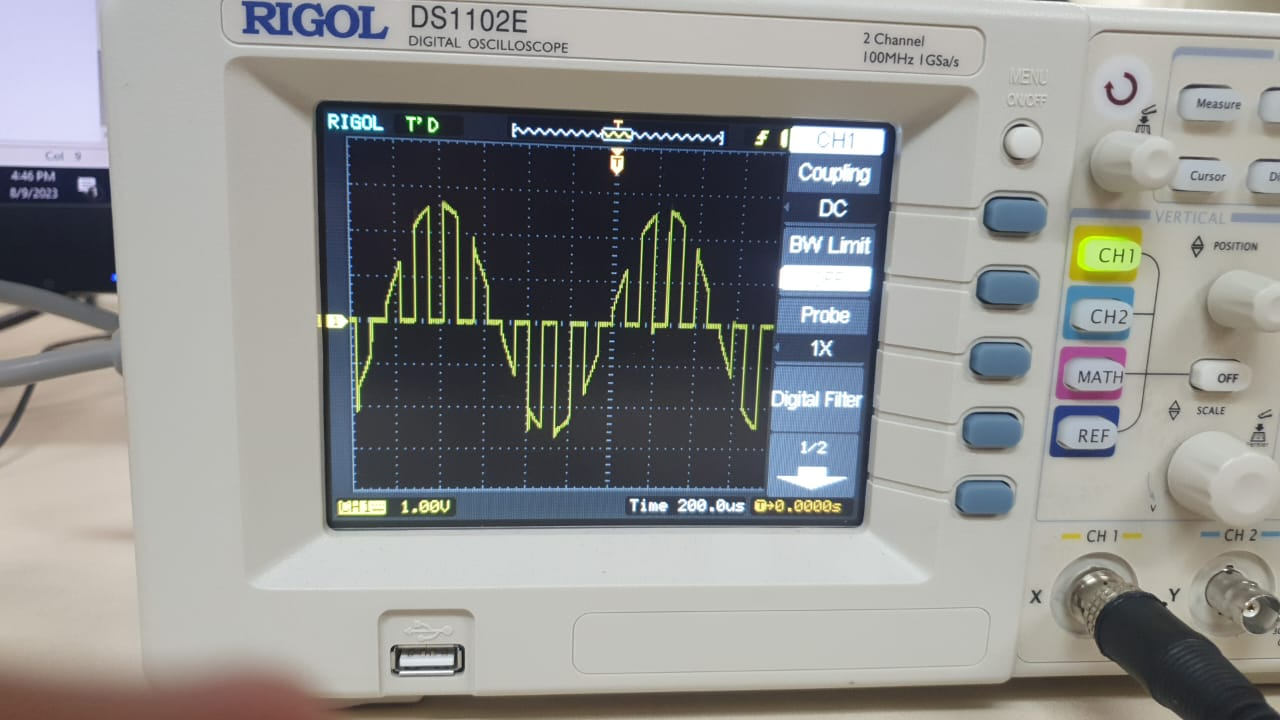 RIGOL DS1102E
DIGITAL OSCILLOSCOPE
2 Channel
100MHz 1GSa/s
MENU
ON/OFF
Measure
Cursor
VERTICAL
POSITION
CH1
CH2
MATH
OFF
REF
SCALE
CH 1
CH 2
X
Y
RIGOL T'D
T
T
CH1
Coupling
DC
BW Limit
Probe
1X
Digital Filter
1/2
CH1 1.00V Time 200.0us T→0.0000s
Col 9
4:46 PM
8/9/2023